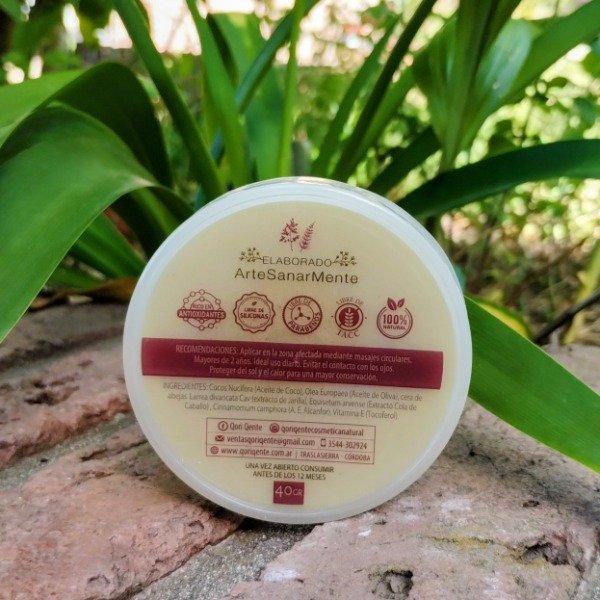 ELABORADO
ArteSanarMente
RICO EN
ANTIOXIDANTES
LIBRE DE
SILICONAS
LIBRE DE
PARABENOS
LIBRE DE
T.A.C.C.
100%
NATURAL
RECOMENDACIONES: Aplicar en la zona afectada mediante masajes circulares.
Mayores de 2 años. Ideal uso diario. Evitar el contacto con los ojos.
Proteger del sol y el calor para una mayor conservación.
INGREDIENTES: Cocos Nucifera (Aceite de Coco), Olea Europaea (Aceite de Oliva), cera de
abejas. Larrea divaricata Cav (extracto de Jarilla), Equisetum arvense (Extracto Cola de
Caballo), Cinnamomum camphora (A. E. Alcanfor). Vitamina E (Tocoferol).
Qori Qente qoriqentecosmeticanatural
ventasqoriqente@gmail.com 3544-302924
www.qoriqente.com.ar | TRASLASIERRA - CÓRDOBA
UNA VEZ ABIERTO CONSUMIR
ANTES DE LOS 12 MESES
40GR